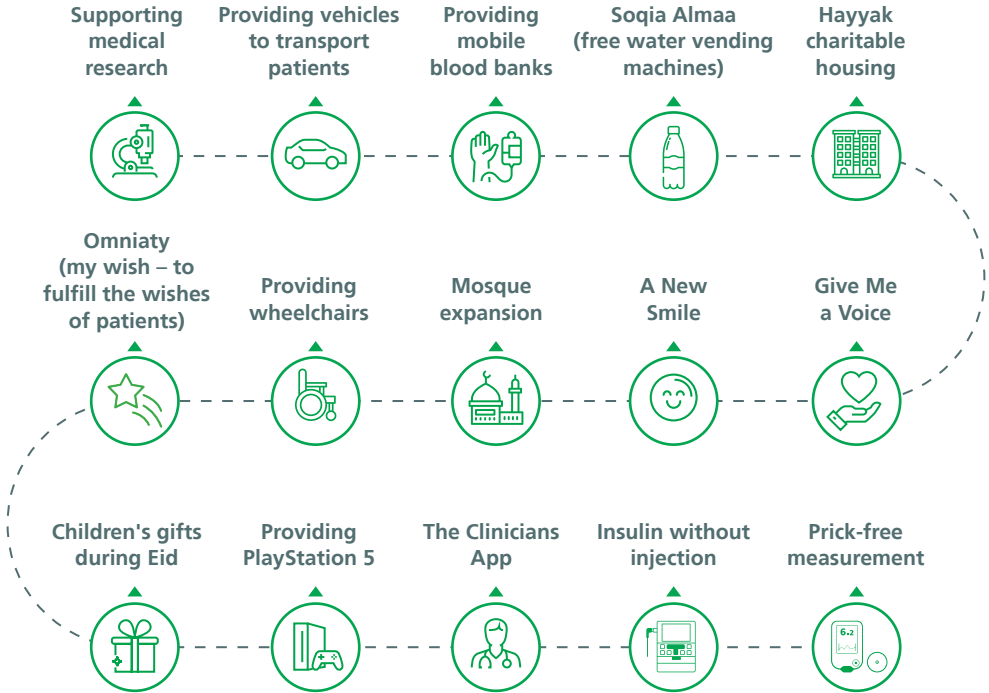 Supporting
medical
research
Providing vehicles
to transport
patients
Providing
mobile
blood banks
Soqia Almaa
(free water vending
machines)
Hayyak
charitable
housing
Omniaty
(my wish – to
fulfill the wishes
of patients)
Providing
wheelchairs
Mosque
expansion
A New
Smile
Give Me
a Voice
Children's gifts
during Eid
Providing
PlayStation 5
The Clinicians
App
Insulin without
injection
Prick-free
measurement
6.2